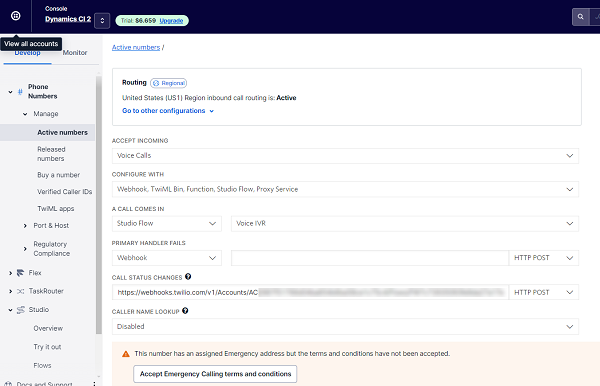 Console
Dynamics CI 2
Trial: $6.659 Upgrade
View all accounts
Develop
Monitor
Phone
Numbers
Manage
Active numbers
Released
numbers
Buy a number
Verified Caller IDs
TwiML apps
Port & Host
Regulatory
Compliance
Flex
TaskRouter
Studio
Overview
Try it out
Flows
Docs and Support
Active numbers /
Routing Regional
United States (US1) Region inbound call routing is: Active
Go to other configurations
ACCEPT INCOMING
Voice Calls
CONFIGURE WITH
Webhook, TwiML Bin, Function, Studio Flow, Proxy Service
A CALL COMES IN
Studio Flow
Voice IVR
PRIMARY HANDLER FAILS
Webhook
HTTP POST
CALL STATUS CHANGES ?
https://webhooks.twilio.com/v1/Accounts/AC
HTTP POST
CALLER NAME LOOKUP ?
Disabled
This number has an assigned Emergency address but the terms and conditions have not been accepted.
Accept Emergency Calling terms and conditions